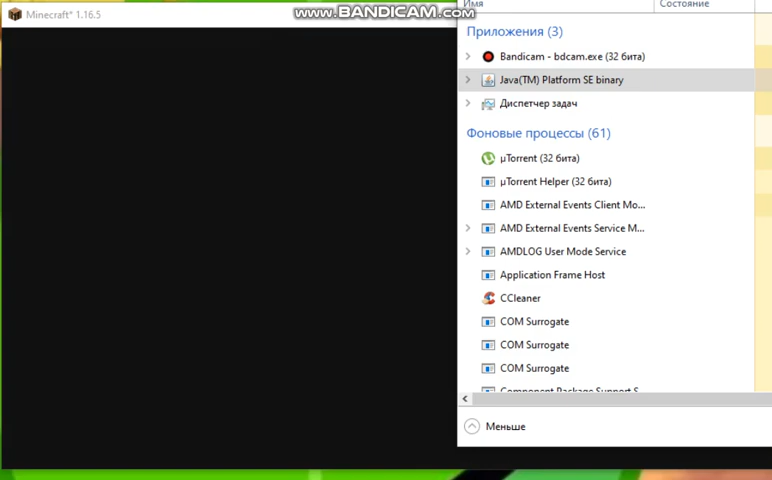 Minecraft* 1.16.5
www.BANDICAM.com
Имя
Состояние
Приложения (3)
Bandicam - bdcam.exe (32 бита)
Java(TM) Platform SE binary
Диспетчер задач
Фоновые процессы (61)
µTorrent (32 бита)
µTorrent Helper (32 бита)
AMD External Events Client Mo...
AMD External Events Service M...
AMDLOG User Mode Service
Application Frame Host
CCleaner
COM Surrogate
COM Surrogate
COM Surrogate
Component Package Support S...
Меньше